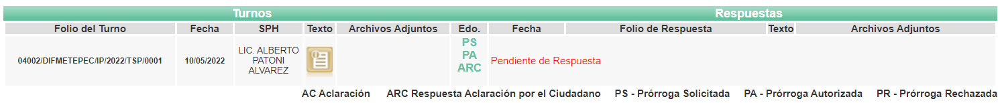 Turnos Respuestas
Folio del Turno Fecha SPH Texto Archivos Adjuntos Edo. Fecha Folio de Respuesta Texto Archivos Adjuntos
04002/DIFMETEPEC/IP/2022/TSP/0001 10/05/2022 LIC. ALBERTO
PATONI
ALVAREZ
PS
PA
ARC
Pendiente de Respuesta
AC Aclaración ARC Respuesta Aclaración por el Ciudadano PS - Prórroga Solicitada PA - Prórroga Autorizada PR - Prórroga Rechazada